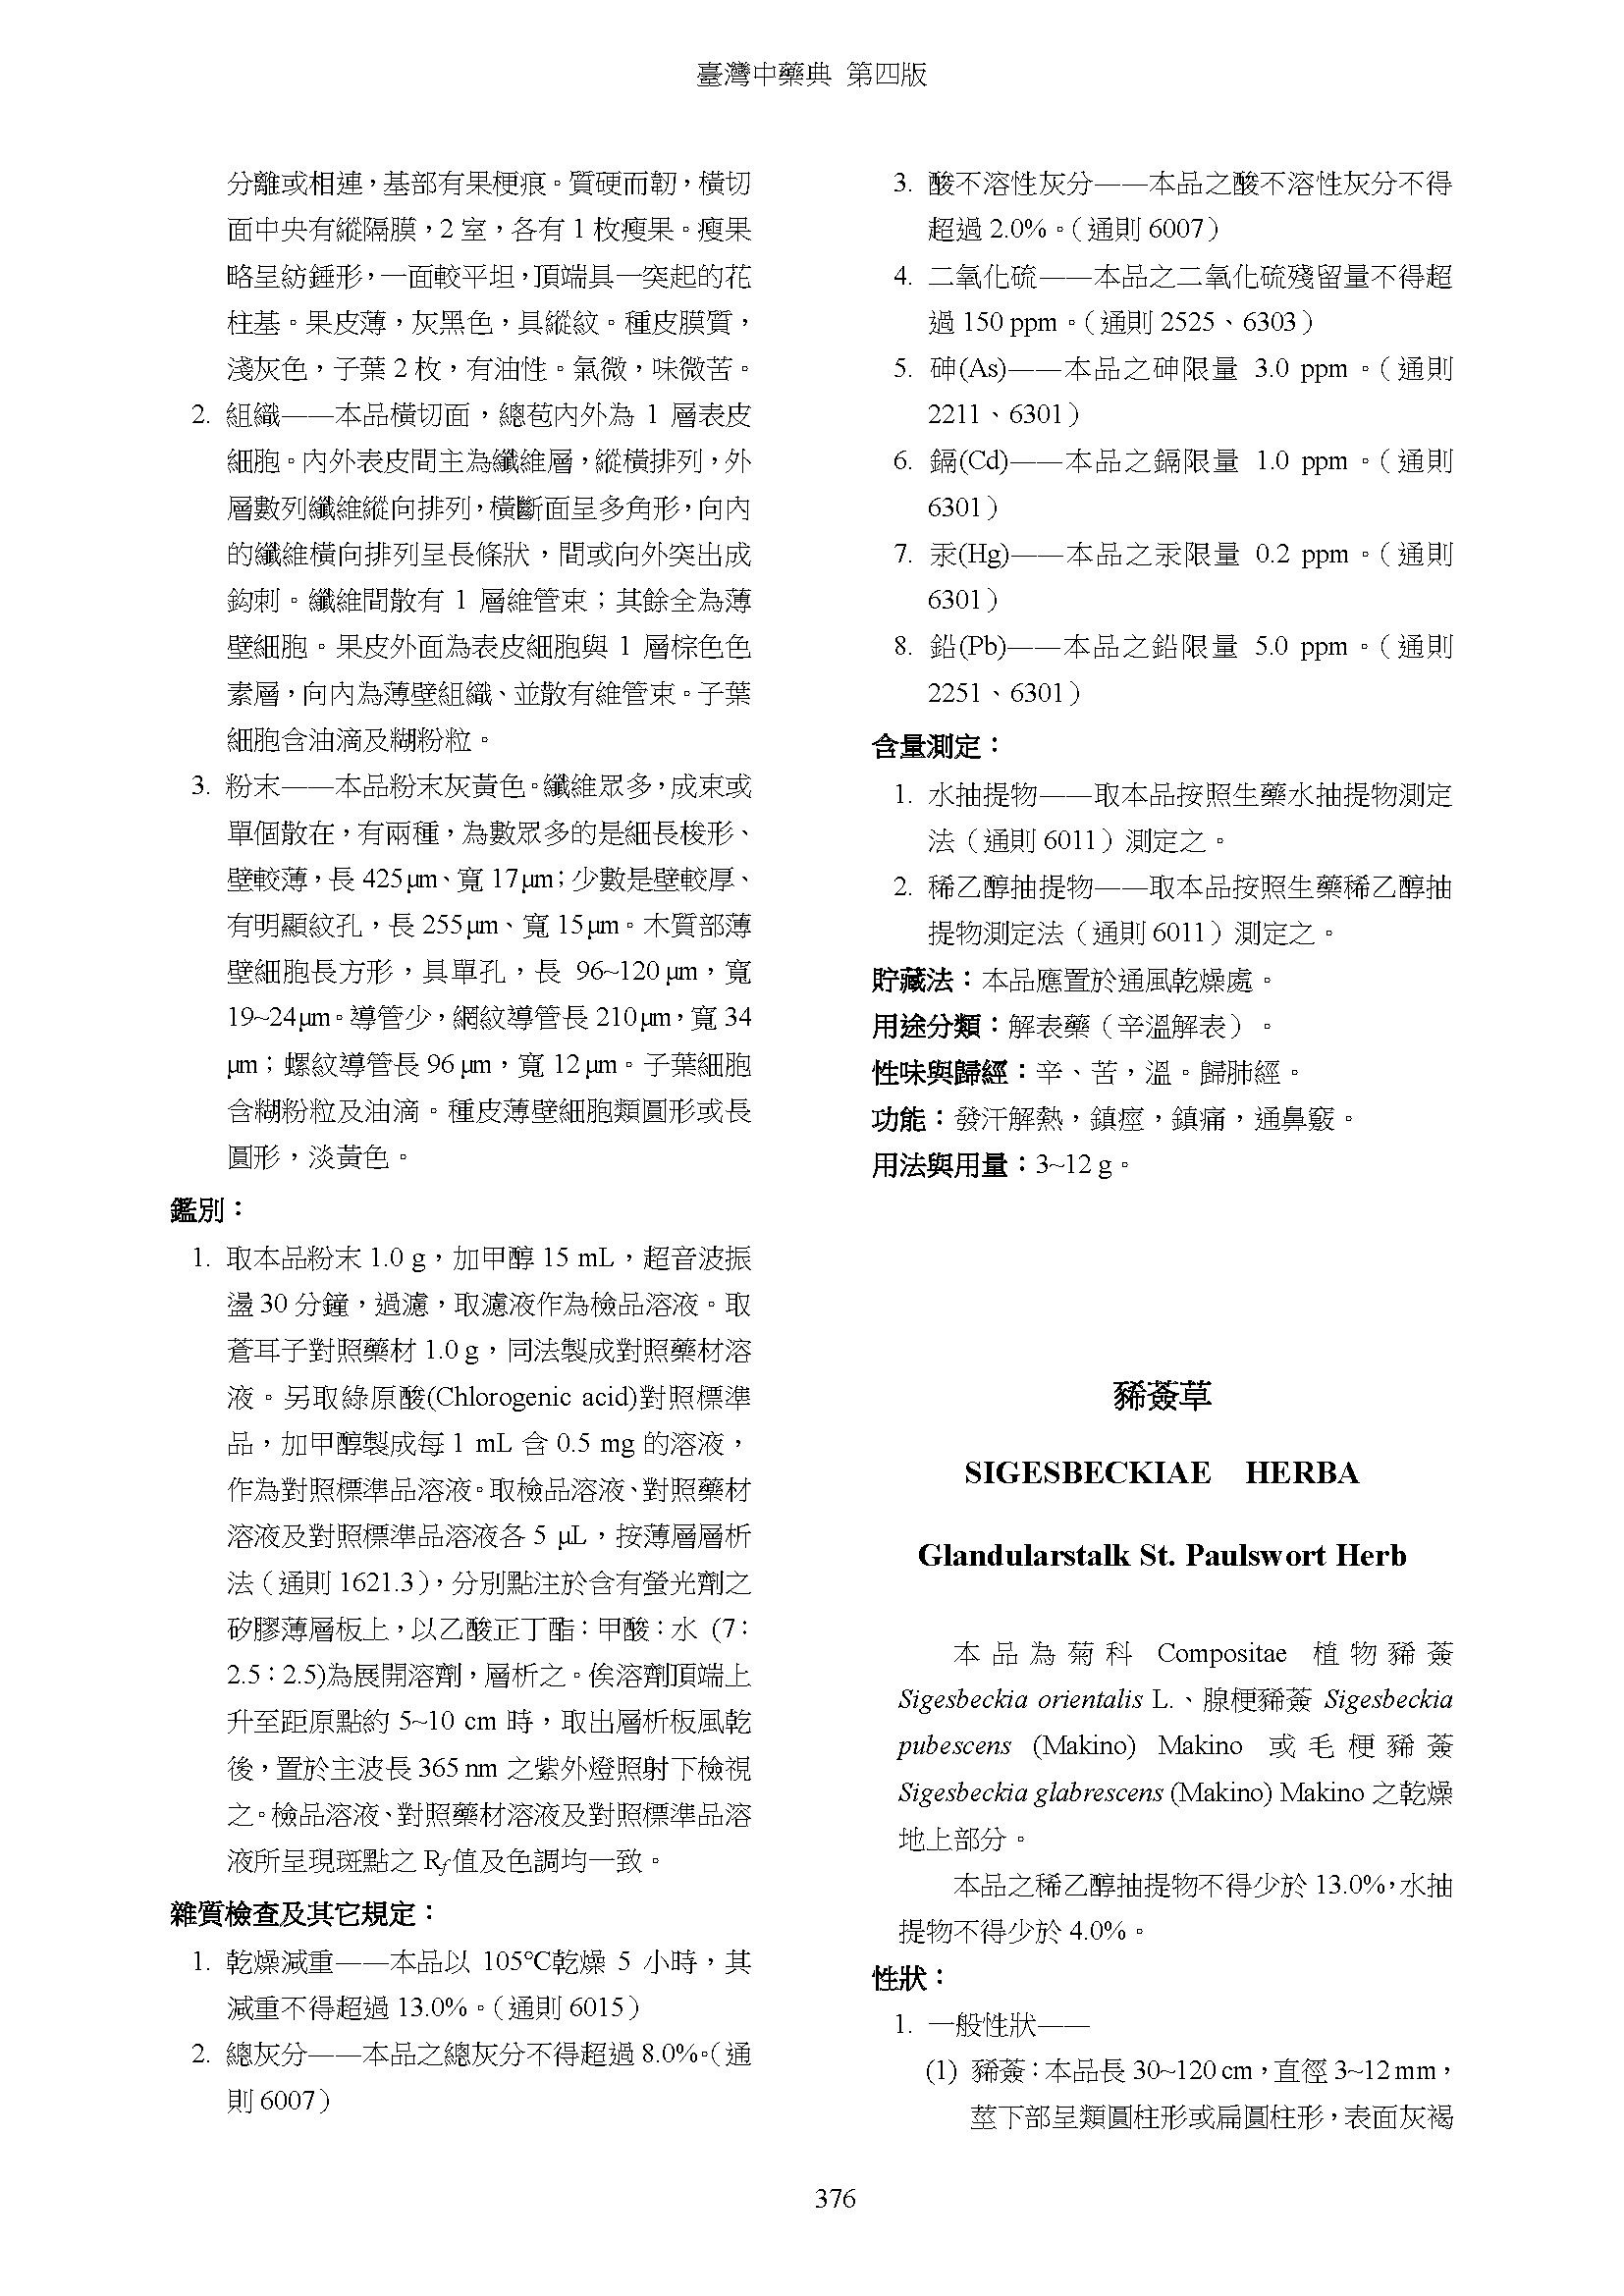 臺灣中藥典 第四版
分離或相連，基部有果梗痕。質硬而韌，橫切
面中央有縱隔膜，2 室，各有 1 枚瘦果。瘦果
略呈紡錘形，一面較平坦，頂端具一突起的花
柱基。果皮薄，灰黑色，具縱紋。種皮膜質，
淺灰色，子葉 2 枚，有油性。氣微，味微苦。
2. 組織——本品橫切面，總苞內外為 1 層表皮
細胞。內外表皮間主為纖維層，縱橫排列，外
層數列纖維縱向排列，橫斷面呈多角形，向內
的纖維橫向排列呈長條狀，間或向外突出成
鈎刺。纖維間散有 1 層維管束；其餘全為薄
壁細胞。果皮外面為表皮細胞與 1 層棕色色
素層，向內為薄壁組織、並散有維管束。子葉
細胞含油滴及糊粉粒。
3. 粉末——本品粉末灰黃色。纖維眾多，成束或
單個散在，有兩種，為數眾多的是細長梭形、
壁較薄，長 425 μm、寬 17 μm；少數是壁較厚、
有明顯紋孔，長 255 μm、寬 15 μm。木質部薄
壁細胞長方形，具單孔，長 96~120 μm，寬
19~24 μm。導管少，網紋導管長 210 μm，寬 34
μm；螺紋導管長 96 μm，寬 12 μm。子葉細胞
含糊粉粒及油滴。種皮薄壁細胞類圓形或長
圓形，淡黃色。
鑑別：
1. 取本品粉末 1.0 g，加甲醇 15 mL，超音波振
盪 30 分鐘，過濾，取濾液作為檢品溶液。取
蒼耳子對照藥材 1.0 g，同法製成對照藥材溶
液。另取綠原酸(Chlorogenic acid)對照標準
品，加甲醇製成每 1 mL 含 0.5 mg 的溶液，
作為對照標準品溶液。取檢品溶液、對照藥材
溶液及對照標準品溶液各 5 μL，按薄層層析
法（通則 1621.3），分別點注於含有螢光劑之
矽膠薄層板上，以乙酸正丁酯：甲酸：水 (7：
2.5：2.5)為展開溶劑，層析之。俟溶劑頂端上
升至距原點約 5~10 cm 時，取出層析板風乾
後，置於主波長 365 nm 之紫外燈照射下檢視
之。檢品溶液、對照藥材溶液及對照標準品溶
液所呈現斑點之 Rf 值及色調均一致。
雜質檢查及其它規定：
1. 乾燥減重——本品以 105℃乾燥 5 小時，其
減重不得超過 13.0%。（通則 6015）
2. 總灰分——本品之總灰分不得超過 8.0%。（通
則 6007）
3. 酸不溶性灰分——本品之酸不溶性灰分不得
超過 2.0%。（通則 6007）
4. 二氧化硫——本品之二氧化硫殘留量不得超
過 150 ppm。（通則 2525、6303）
5. 砷(As)——本品之砷限量 3.0 ppm。（通則
2211、6301）
6. 鎘(Cd)——本品之鎘限量 1.0 ppm。（通則
6301）
7. 汞(Hg)——本品之汞限量 0.2 ppm。（通則
6301）
8. 鉛(Pb)——本品之鉛限量 5.0 ppm。（通則
2251、6301）
含量測定：
1. 水抽提物——取本品按照生藥水抽提物測定
法（通則 6011）測定之。
2. 稀乙醇抽提物——取本品按照生藥稀乙醇抽
提物測定法（通則 6011）測定之。
貯藏法：本品應置於通風乾燥處。
用途分類：解表藥（辛溫解表）。
性味與歸經：辛、苦，溫。歸肺經。
功能：發汗解熱，鎮痙，鎮痛，通鼻竅。
用法與用量：3~12 g。
豨薟草
SIGESBECKIAE HERBA
Glandularstalk St. Paulswort Herb
本品為菊科 Compositae 植物豨薟
Sigesbeckia orientalis L.、腺梗豨薟 Sigesbeckia
pubescens (Makino) Makino 或毛梗豨薟
Sigesbeckia glabrescens (Makino) Makino 之乾燥
地上部分。
本品之稀乙醇抽提物不得少於 13.0%，水抽
提物不得少於 4.0%。
性狀：
1. 一般性狀——
(1) 豨薟：本品長 30~120 cm，直徑 3~12 mm，
莖下部呈類圓柱形或扁圓柱形，表面灰褐
376